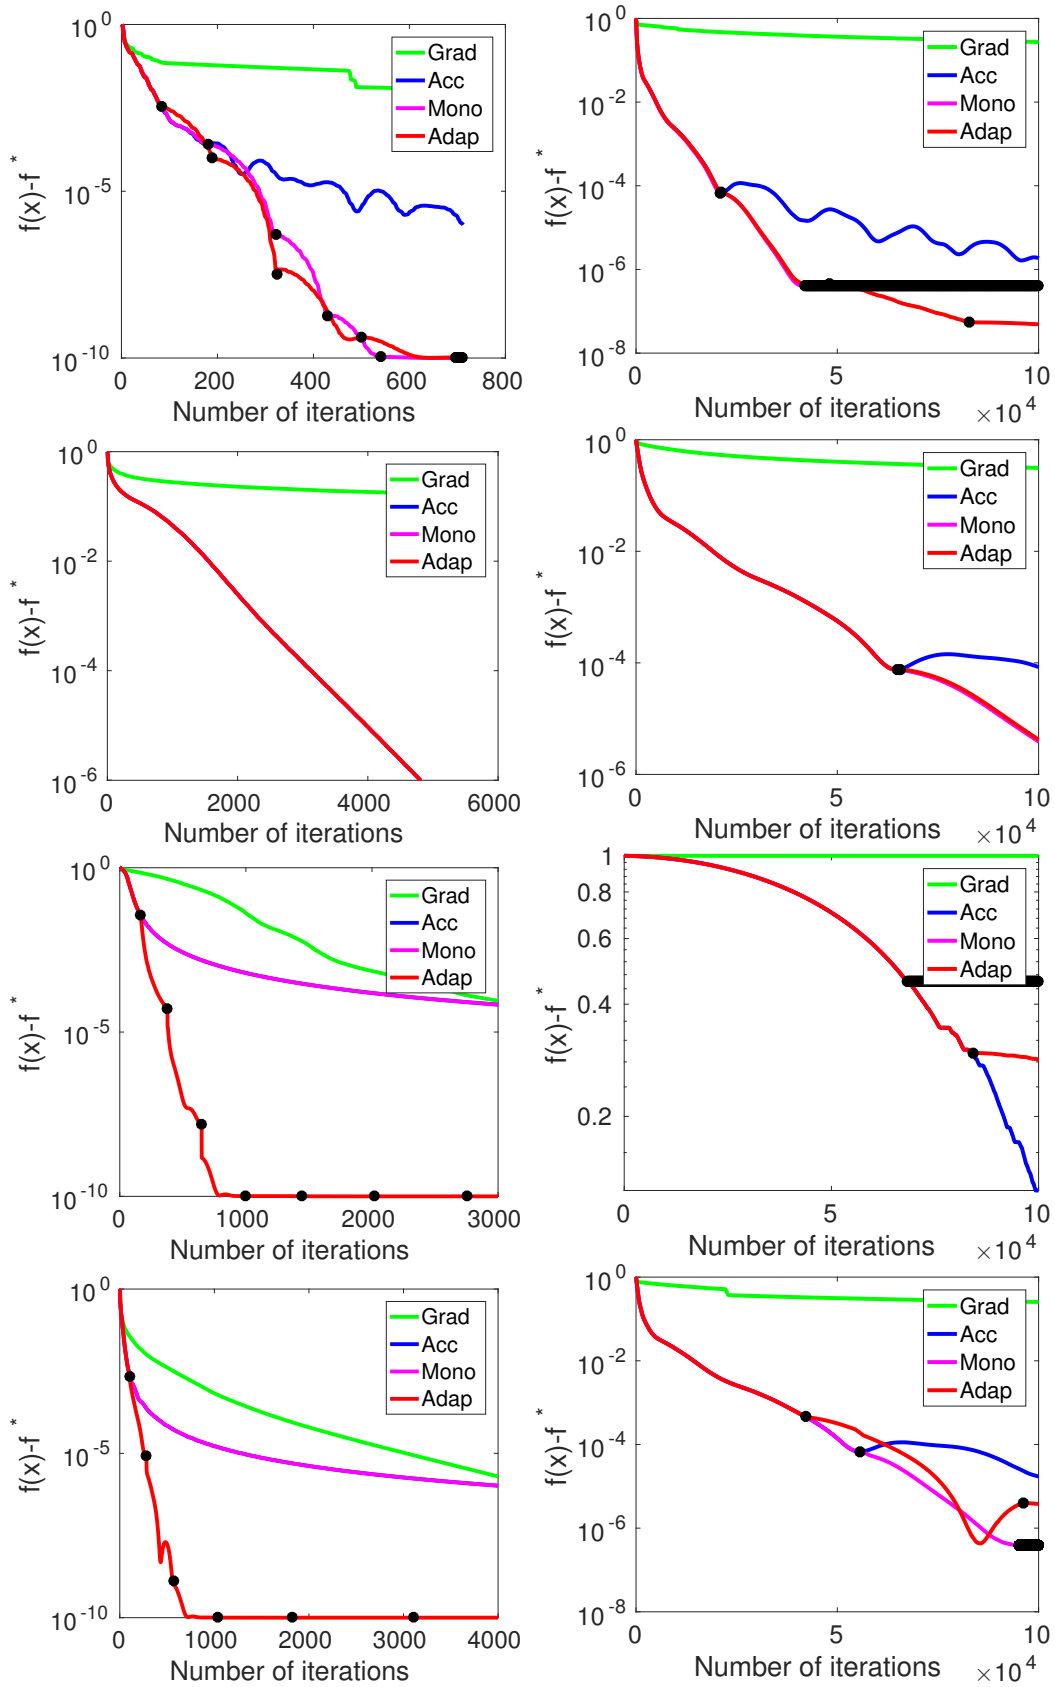 10^0
10^-5
10^-10
f(x)-f^*
0 200 400 600 800
Number of iterations
Grad
Acc
Mono
Adap
10^0
10^-2
10^-4
10^-6
10^-8
f(x)-f^*
0 5 10
Number of iterations
×10^4
Grad
Acc
Mono
Adap
10^0
10^-2
10^-4
10^-6
f(x)-f^*
0 2000 4000 6000
Number of iterations
Grad
Acc
Mono
Adap
10^0
10^-2
10^-4
10^-6
f(x)-f^*
0 5 10
Number of iterations
×10^4
Grad
Acc
Mono
Adap
10^0
10^-5
10^-10
f(x)-f^*
0 1000 2000 3000
Number of iterations
Grad
Acc
Mono
Adap
1
0.8
0.6
0.4
0.2
f(x)-f^*
0 5 10
Number of iterations
×10^4
Grad
Acc
Mono
Adap
10^0
10^-5
10^-10
f(x)-f^*
0 1000 2000 3000 4000
Number of iterations
Grad
Acc
Mono
Adap
10^0
10^-2
10^-4
10^-6
10^-8
f(x)-f^*
0 5 10
Number of iterations
×10^4
Grad
Acc
Mono
Adap